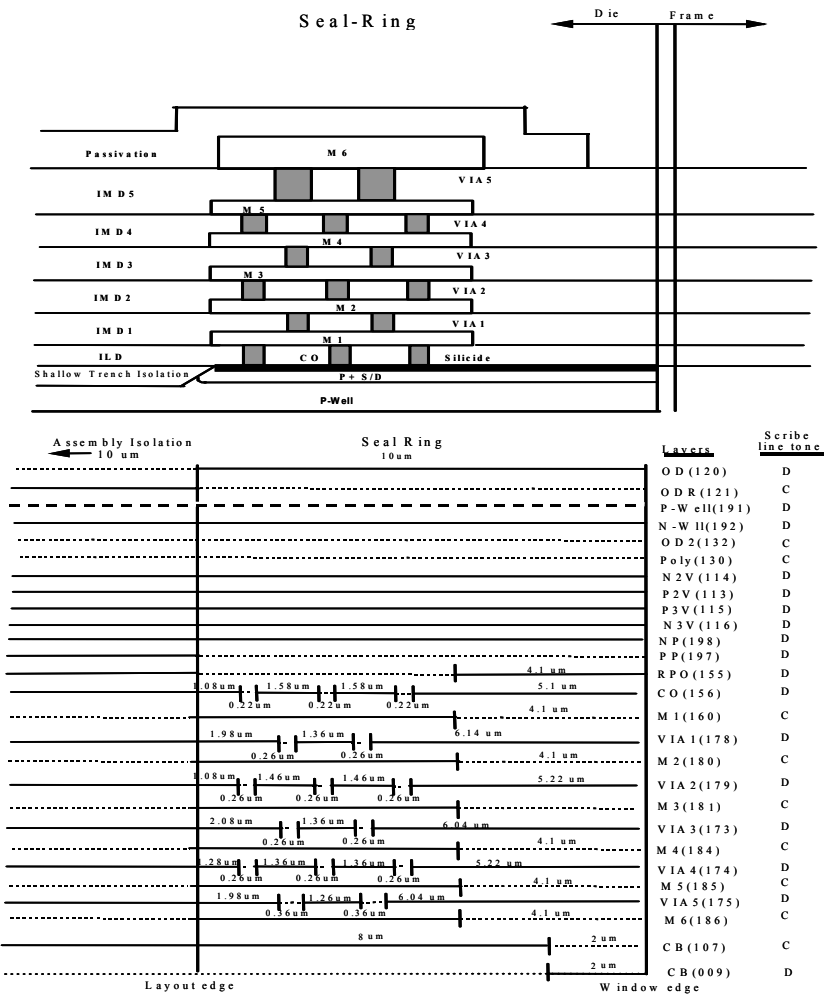 Seal-Ring
Die Frame
Passivation M6
VIA5
IMD5
M 5
VIA4
IMD4
M 4
VIA3
IMD3
M 3
VIA2
IMD2
M 2
VIA1
IMD1
M 1
ILD CO Silicide
Shallow Trench Isolation
P+ S/D
P-Well
Assembly Isolation Seal Ring Layers Scribe line tone
10 um 10um
OD(120) D
ODR(121) C
P-Well(191) D
N-Wll(192) D
OD2(132) C
Poly(130) C
N2V(114) D
P2V(113) D
P3V(115) D
N3V(116) D
NP(198) D
PP(197) D
4.1 um RPO(155) D
1.08um 1.58um 1.58um 5.1 um CO(156) D
0.22um 0.22um 0.22um
4.1 um M1(160) C
1.98um 1.36um 6.14 um VIA1(178) D
0.26um 0.26um
4.1 um M2(180) C
1.08um 1.46um 1.46um 5.22 um VIA2(179) D
0.26um 0.26um 0.26um
M3(181) C
2.08um 1.36um 6.04 um VIA3(173) D
0.26um 0.26um
4.1 um M4(184) C
1.28um 1.36um 1.36um 5.22 um VIA4(174) D
0.26um 0.26um 0.26um
4.1 um M5(185) C
1.98um 1.26um 6.04 um VIA5(175) D
0.36um 0.36um
4.1 um M6(186) C
8 um 2 um CB(107) C
2 um CB(009) D
Layout edge Window edge